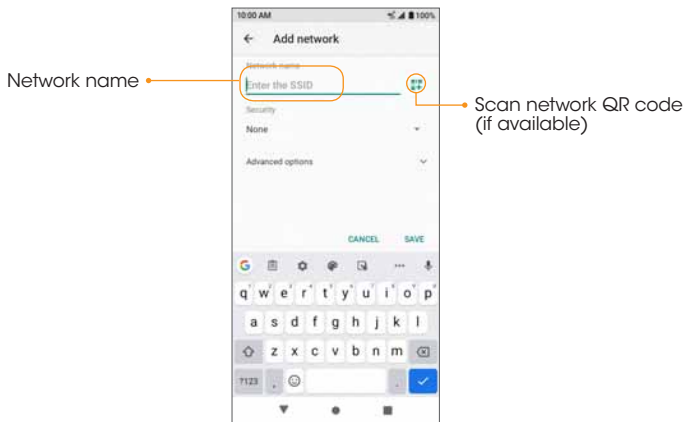 10:00 AM 100%
Add network
Network name
Network name
Enter the SSID
Scan network QR code
(if available)
Security
None
Advanced options
CANCEL SAVE
G
q w e r t y u i o p
a s d f g h j k l
z x c v b n m
?123 , .